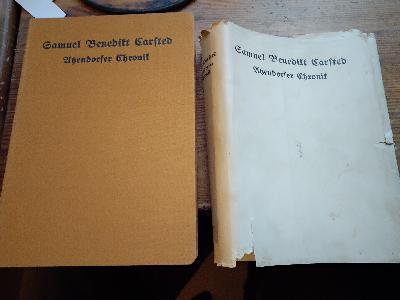 Samuel Benedikt Carsted
Atzendorfer Chronik
Samuel Benedikt Carsted
Atzendorfer Chronik